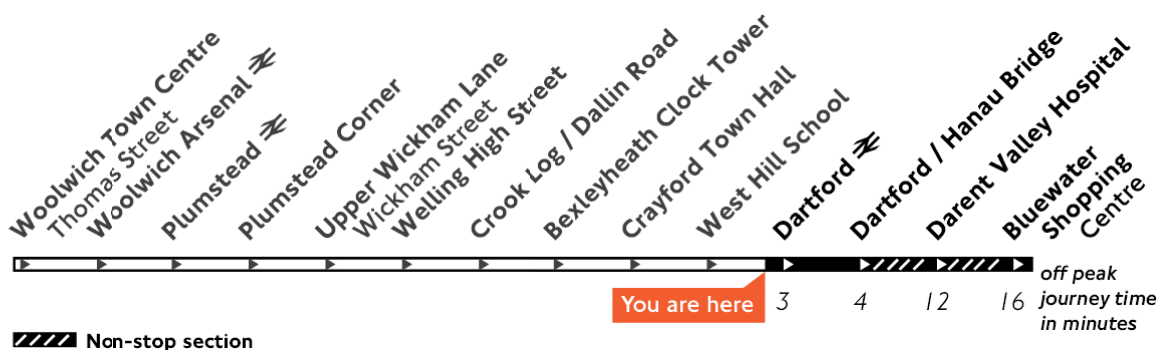 Woolwich Town Centre
Thomas Street
Woolwich Arsenal
Plumstead
Plumstead Corner
Upper Wickham Lane
Wickham Street
Welling High Street
Crook Log / Dallin Road
Bexleyheath Clock Tower
Crayford Town Hall
West Hill School
Dartford
Dartford / Hanau Bridge
Darent Valley Hospital
Bluewater
Shopping
Centre
You are here
3
4
12
16
off peak
journey time
in minutes
Non-stop section